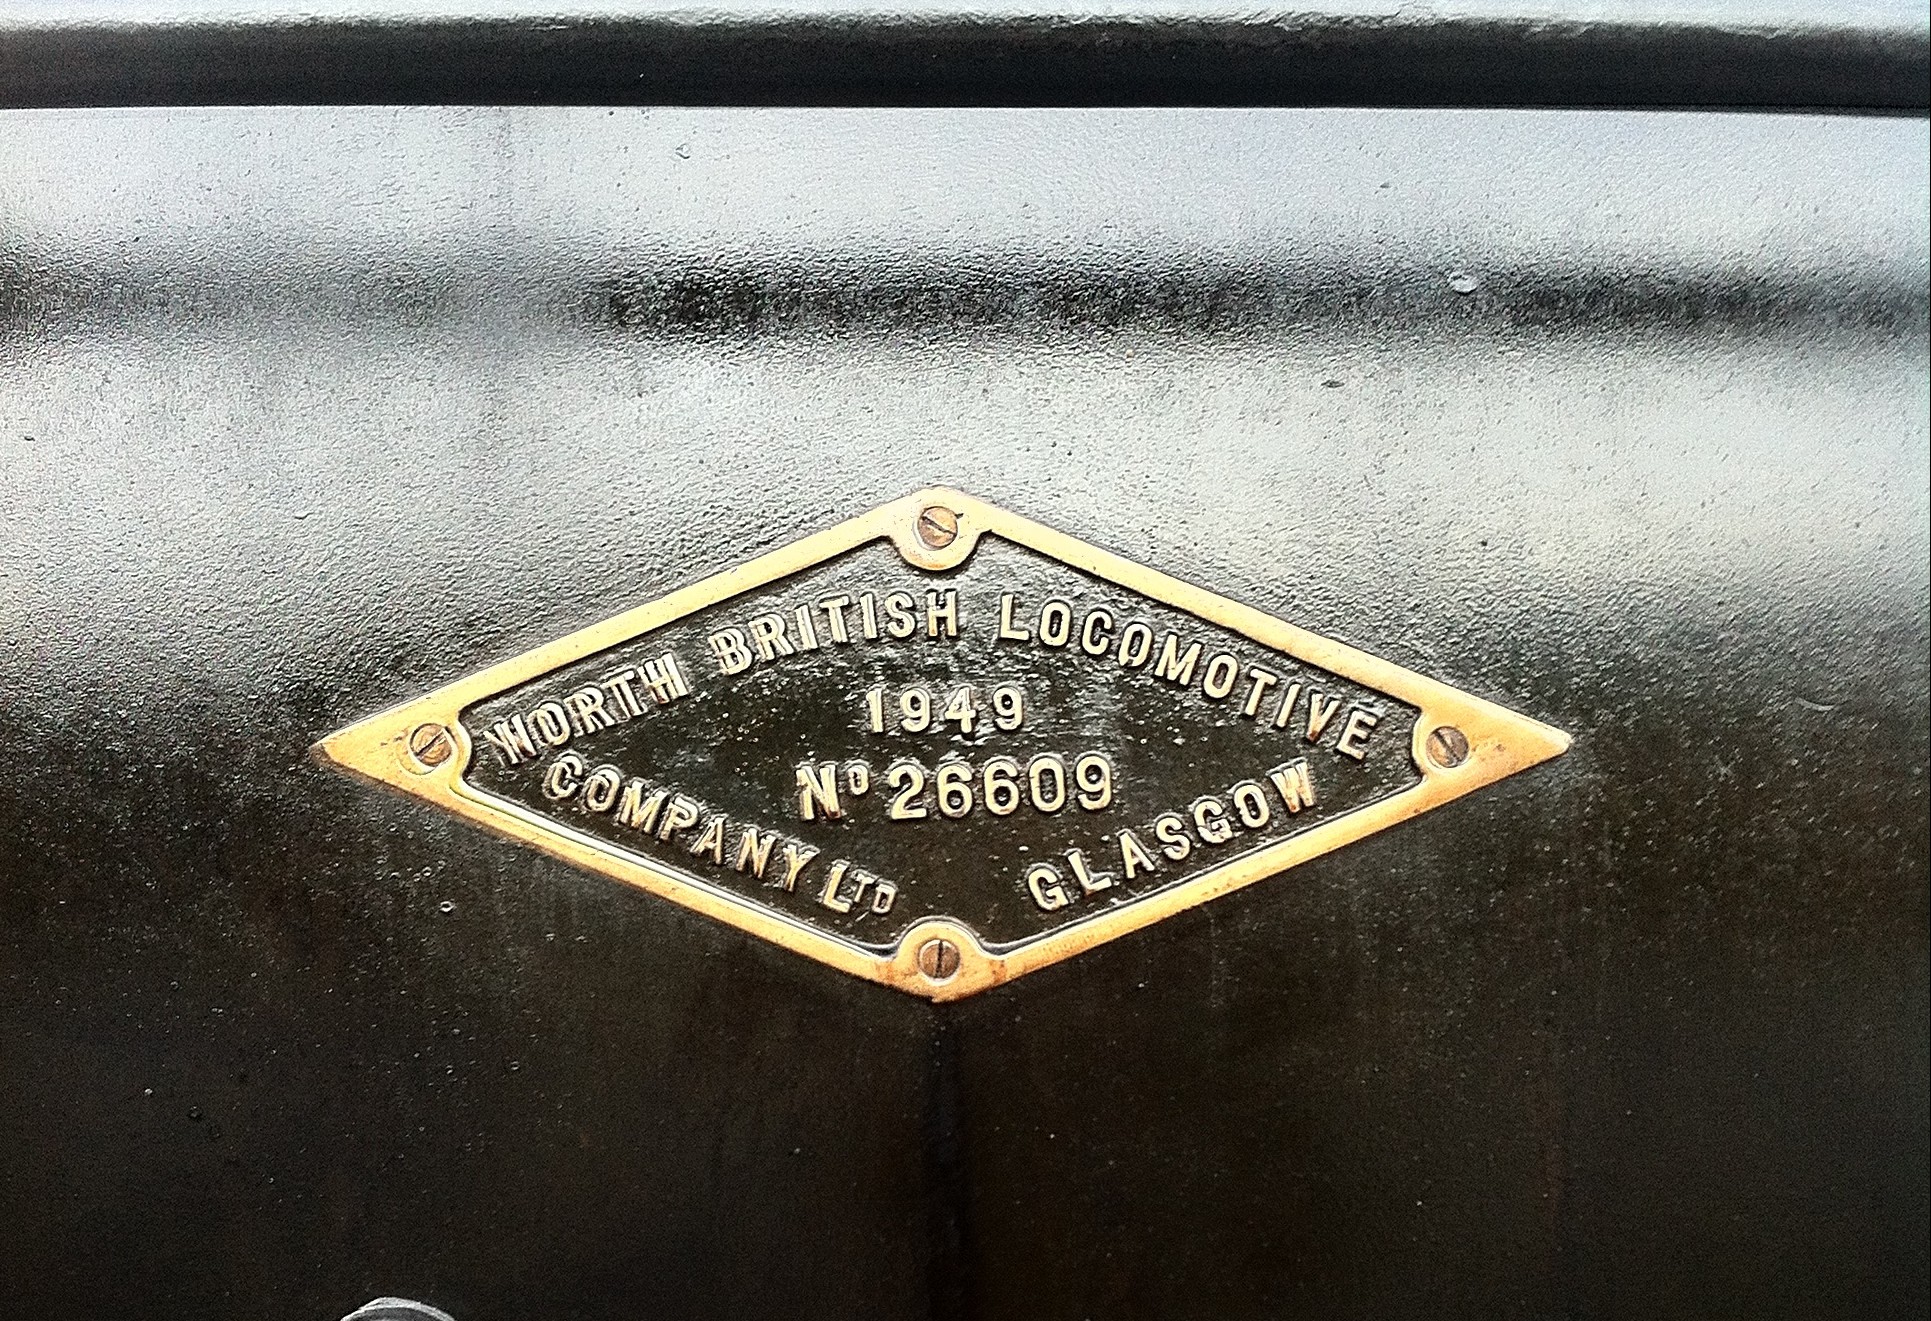 NORTH BRITISH LOCOMOTIVE
1949
No 26609
COMPANY LTD GLASGOW